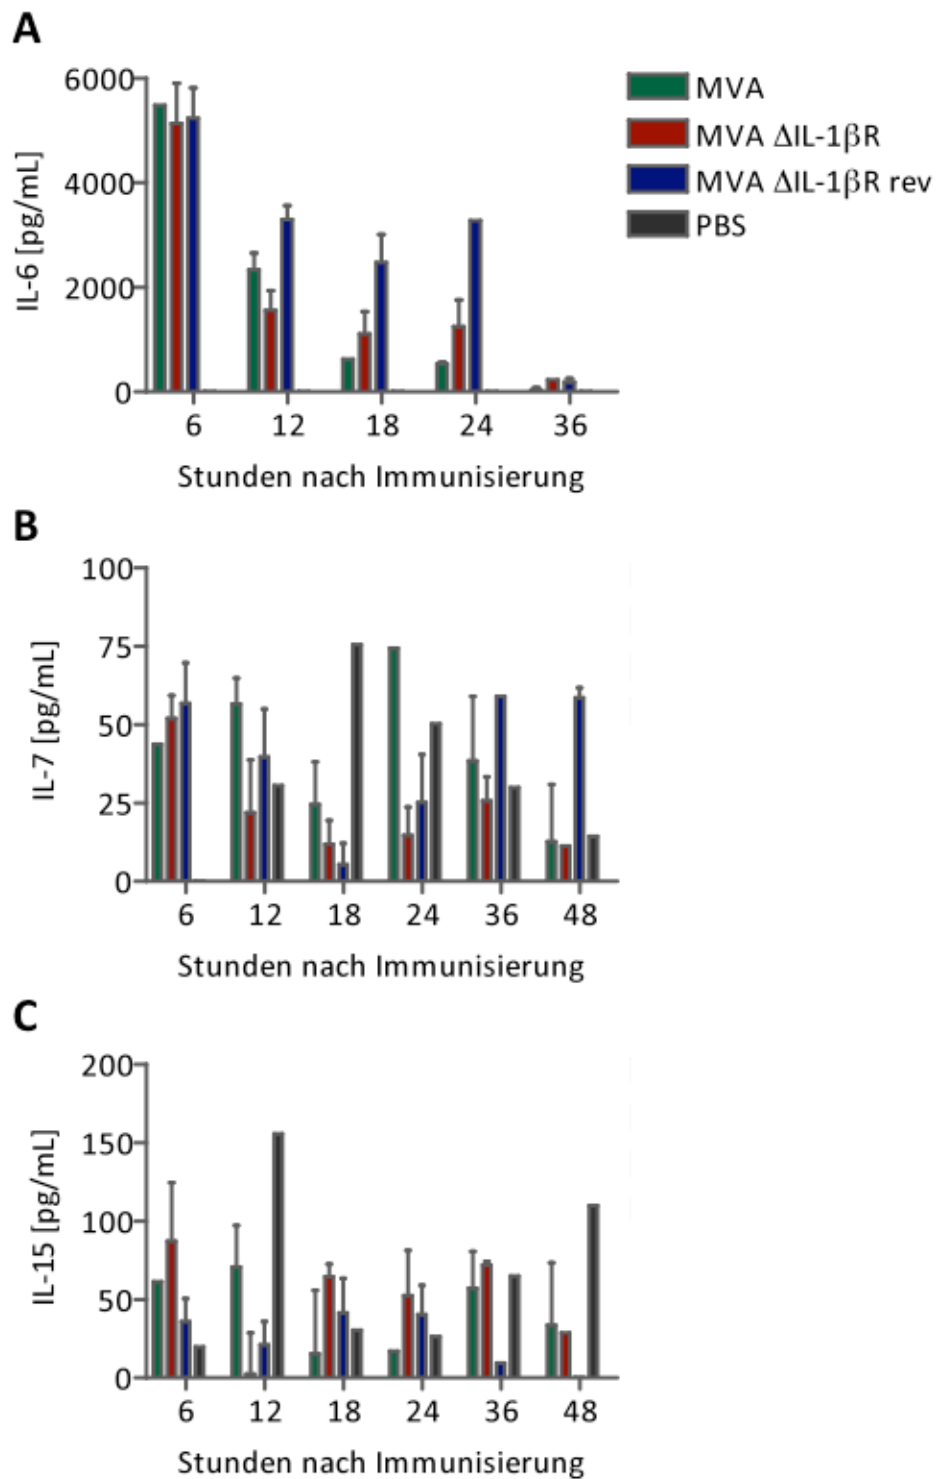 A
6000
4000
2000
0
IL-6 [pg/mL]
6 12 18 24 36
Stunden nach Immunisierung
MVA
MVA ΔIL-1βR
MVA ΔIL-1βR rev
PBS
B
100
75
50
25
0
IL-7 [pg/mL]
6 12 18 24 36 48
Stunden nach Immunisierung
C
200
150
100
50
0
IL-15 [pg/mL]
6 12 18 24 36 48
Stunden nach Immunisierung